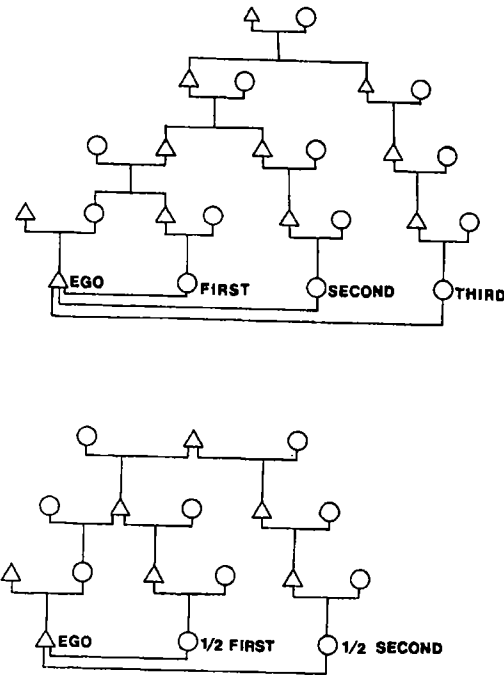 EGO
FIRST
SECOND
THIRD
EGO
1/2 FIRST
1/2 SECOND